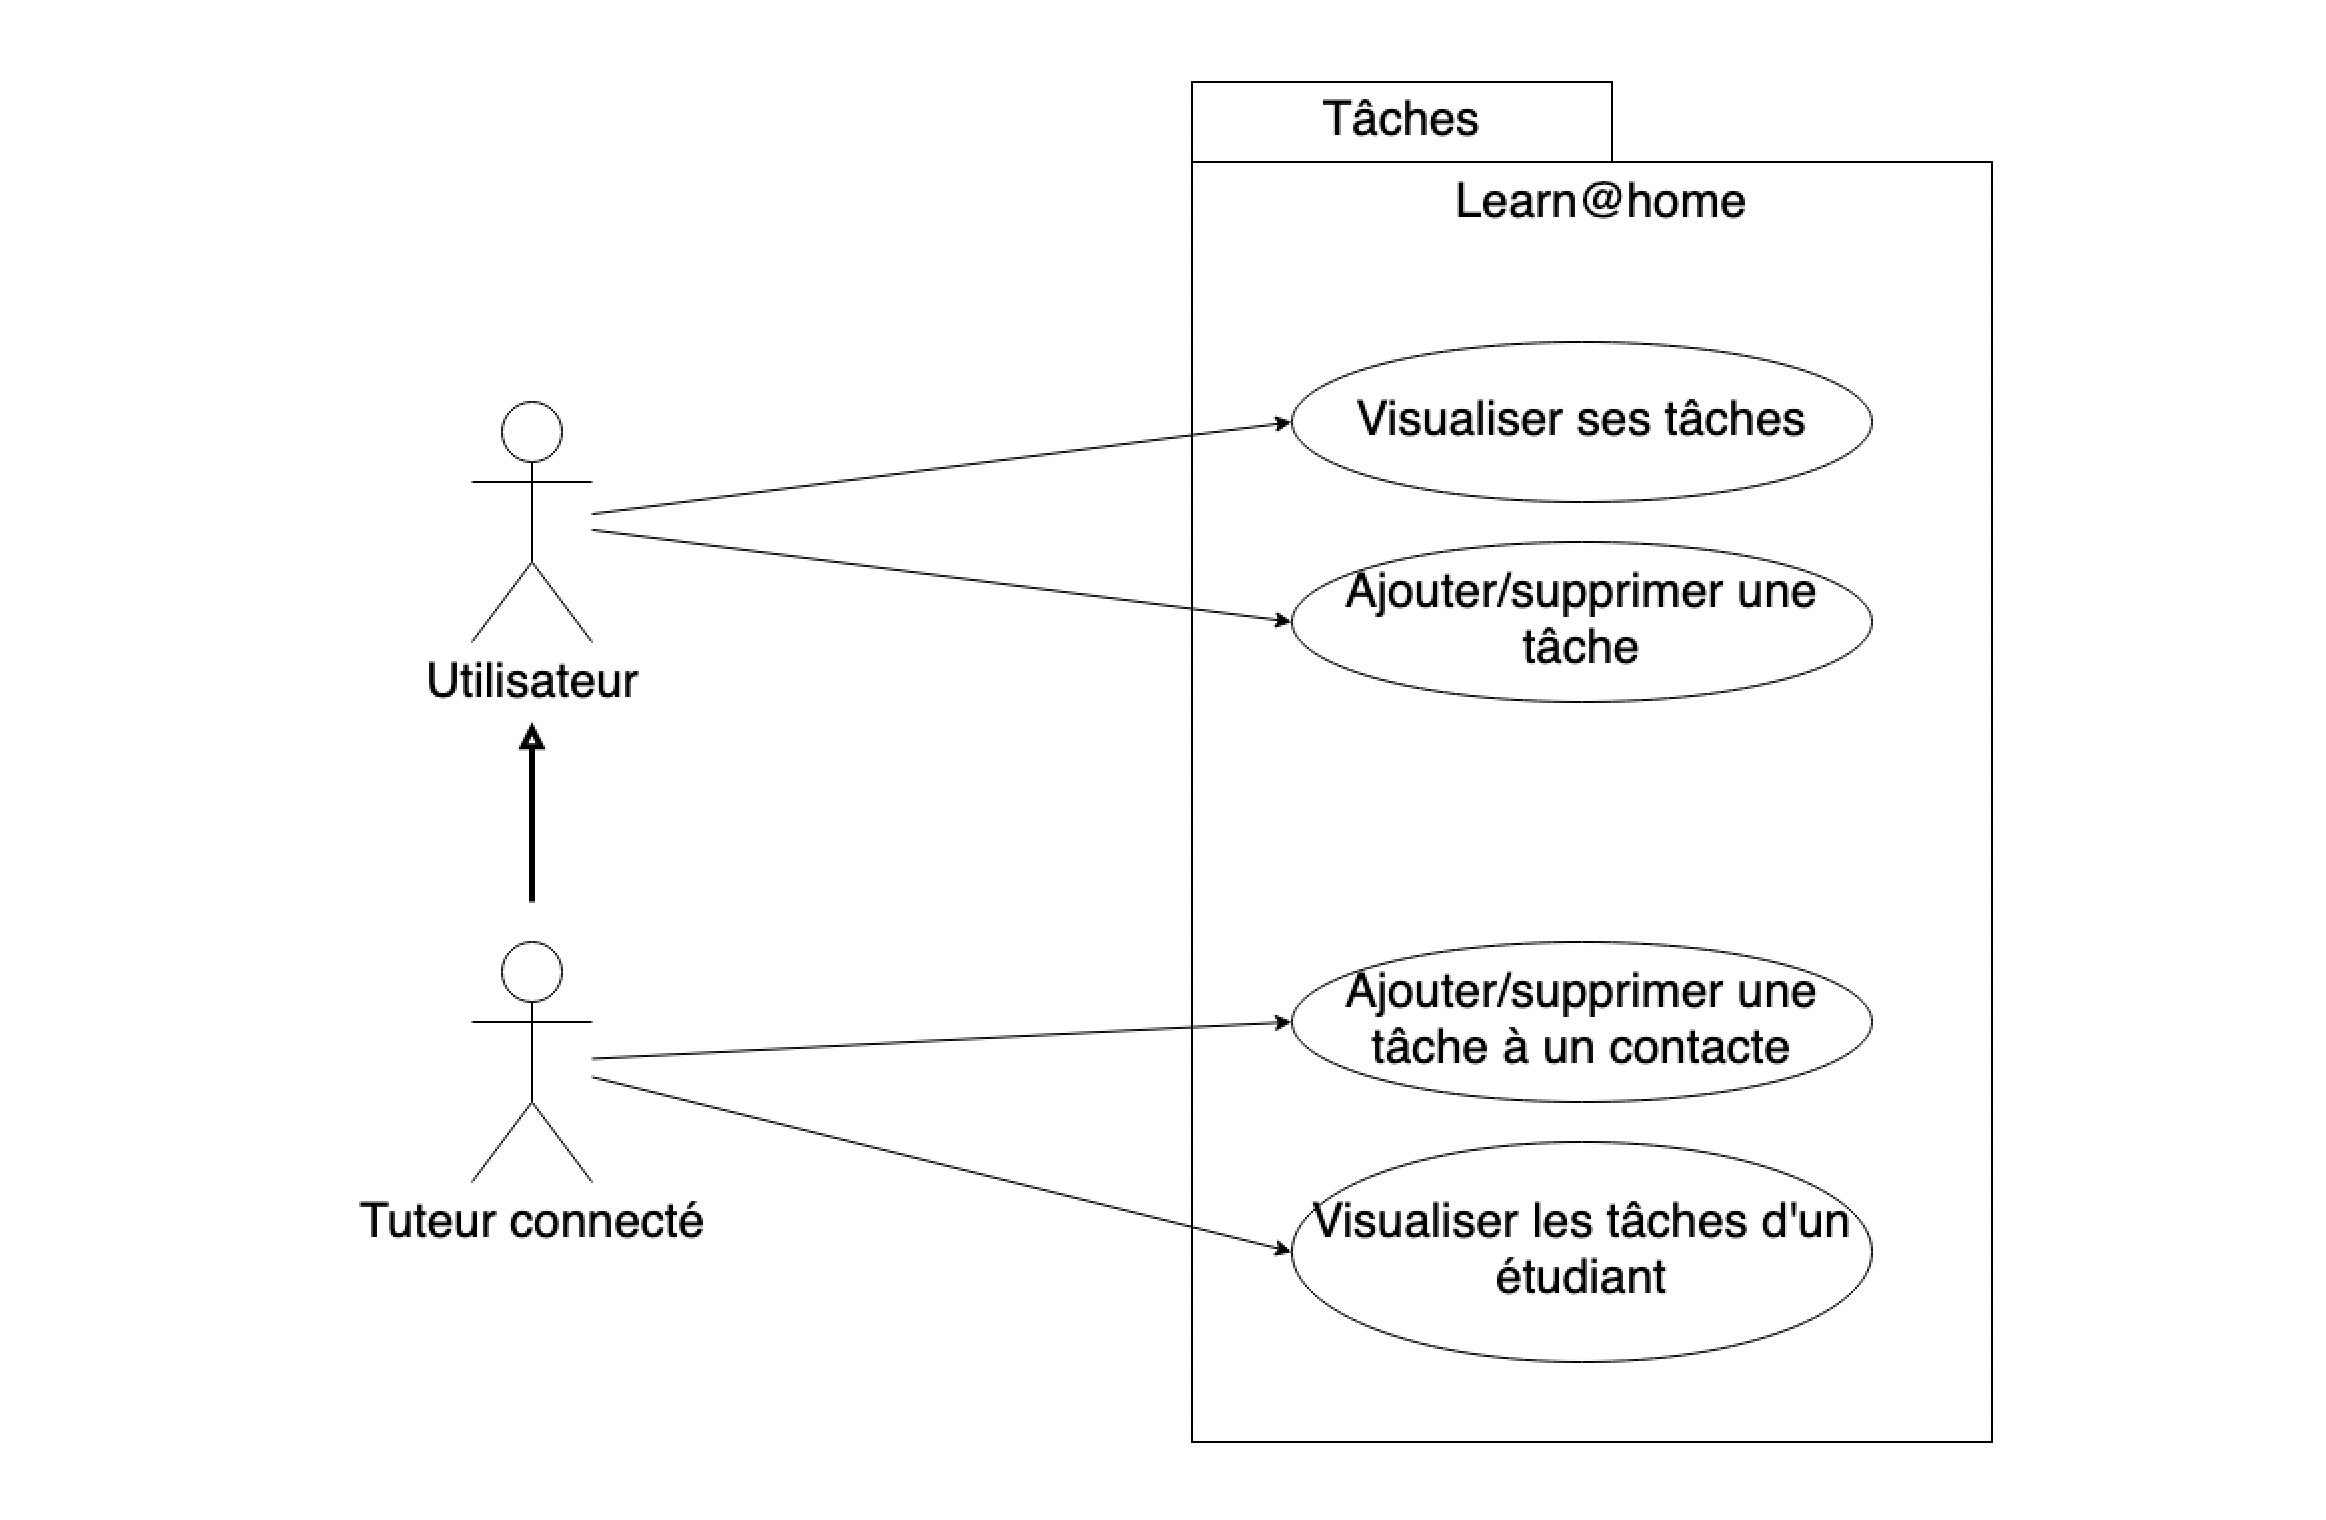 Tâches
Learn@home
Visualiser ses tâches
Ajouter/supprimer une
tâche
Utilisateur
Ajouter/supprimer une
tâche à un contacte
Tuteur connecté
Visualiser les tâches d'un
étudiant